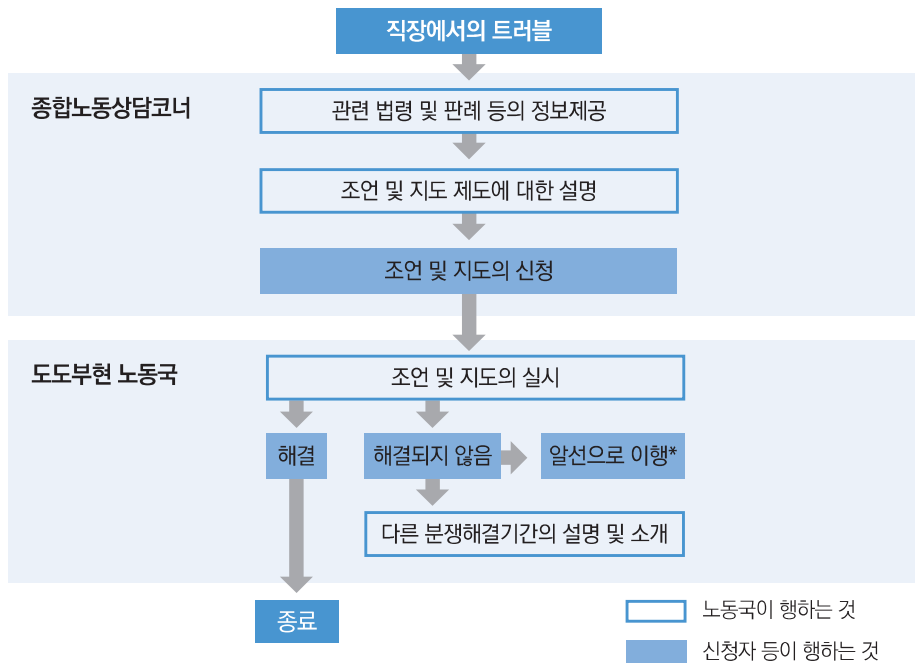 직장에서의 트러블
종합노동상담코너
관련 법령 및 판례 등의 정보제공
조언 및 지도 제도에 대한 설명
조언 및 지도의 신청
도도부현 노동국
조언 및 지도의 실시
해결
해결되지 않음
알선으로 이행*
다른 분쟁해결기간의 설명 및 소개
종료
노동국이 행하는 것
신청자 등이 행하는 것